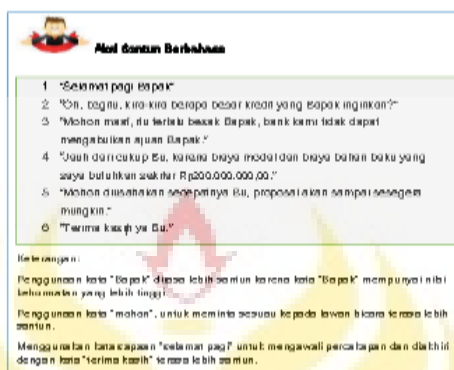 Aksi Santun Berbahasa
1 "Selamat pagi Bapak"
2 "Oh, begitu, kira-kira berapa besar kredit yang Bapak inginkan?"
3 "Mohon maaf, itu terlalu besar Bapak, bank kami tidak dapat
mengabulkan ajuan Bapak."
4 "Jauh dari cukup Bu, karena biaya modal dan biaya bahan baku yang
saya butuhkan sekitar Rp200.000.000,00."
5 "Mohon diusahakan secepatnya Bu, proposal akan sampai sesegera
mungkin."
6 "Terima kasih ya Bu."
Keterangan:
Penggunaan kata "Bapak" dirasa lebih santun karena kata "Bapak" mempunyai nilai
kehormatan yang lebih tinggi.
Penggunaan kata "mohon", untuk meminta sesuatu kepada lawan bicara terasa lebih
santun.
Menggunakan kata sapaan "selamat pagi" untuk mengawali percakapan dan diakhiri
dengan kata "terima kasih" terasa lebih santun.